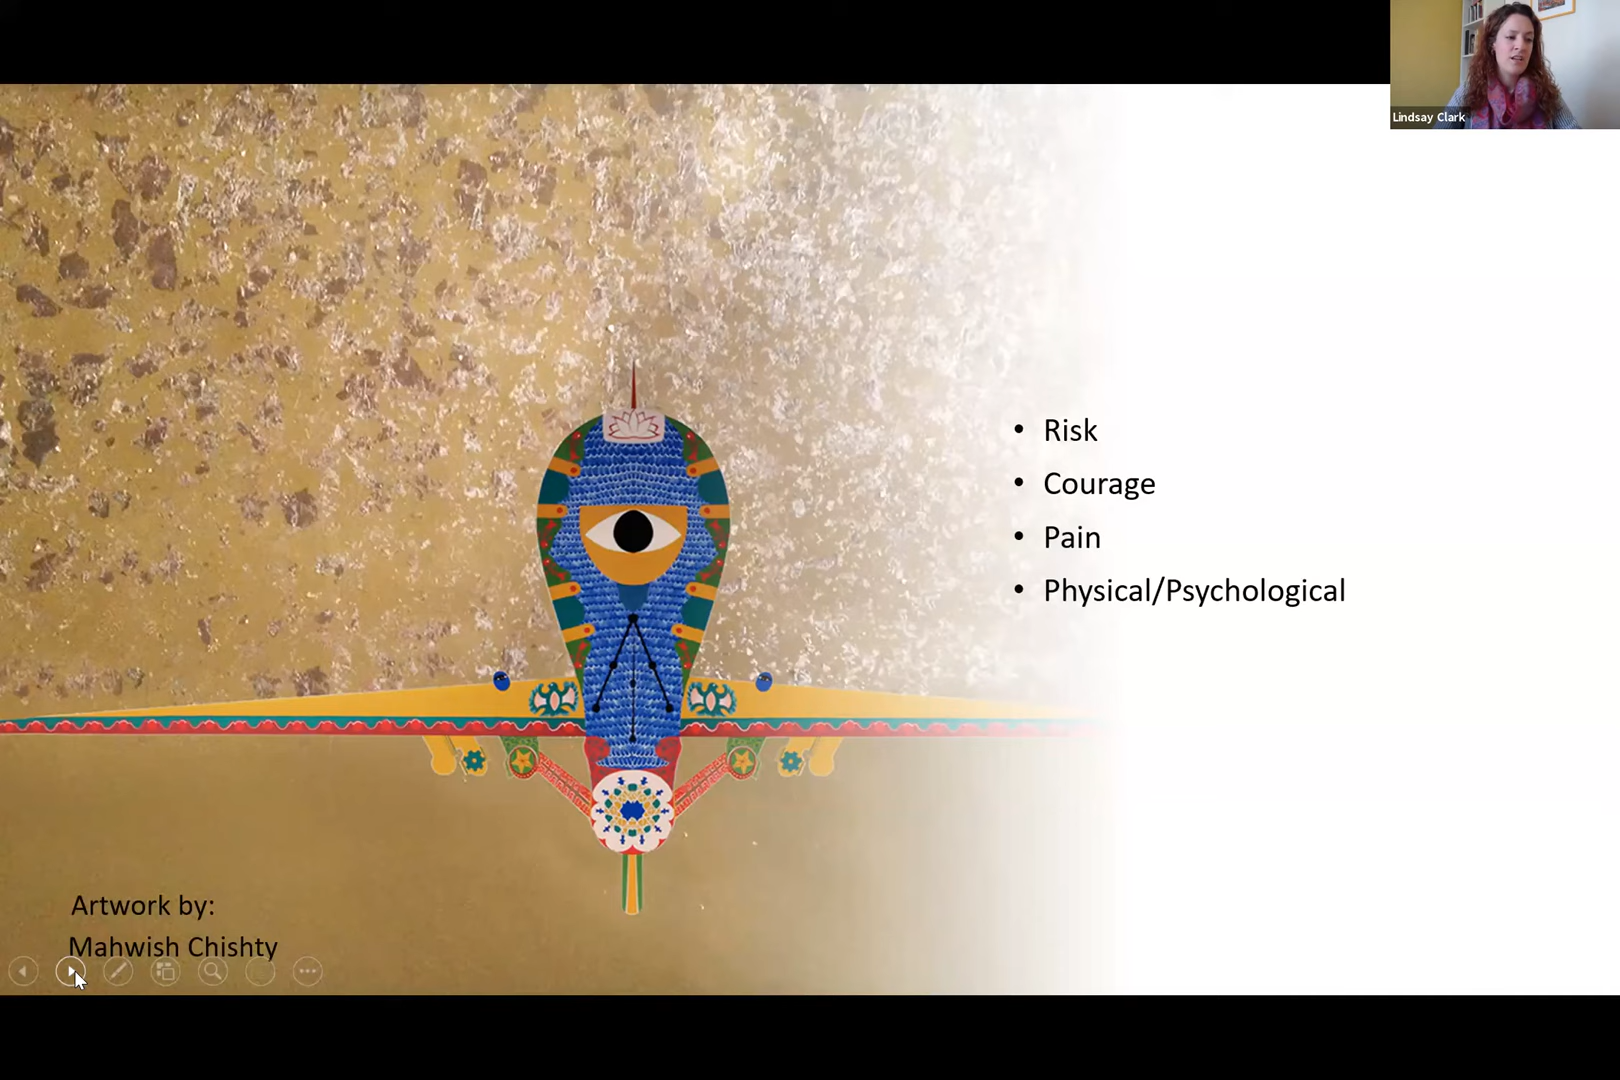 Lindsay Clark
• Risk
• Courage
• Pain
• Physical/Psychological
Artwork by:
Mahwish Chishty